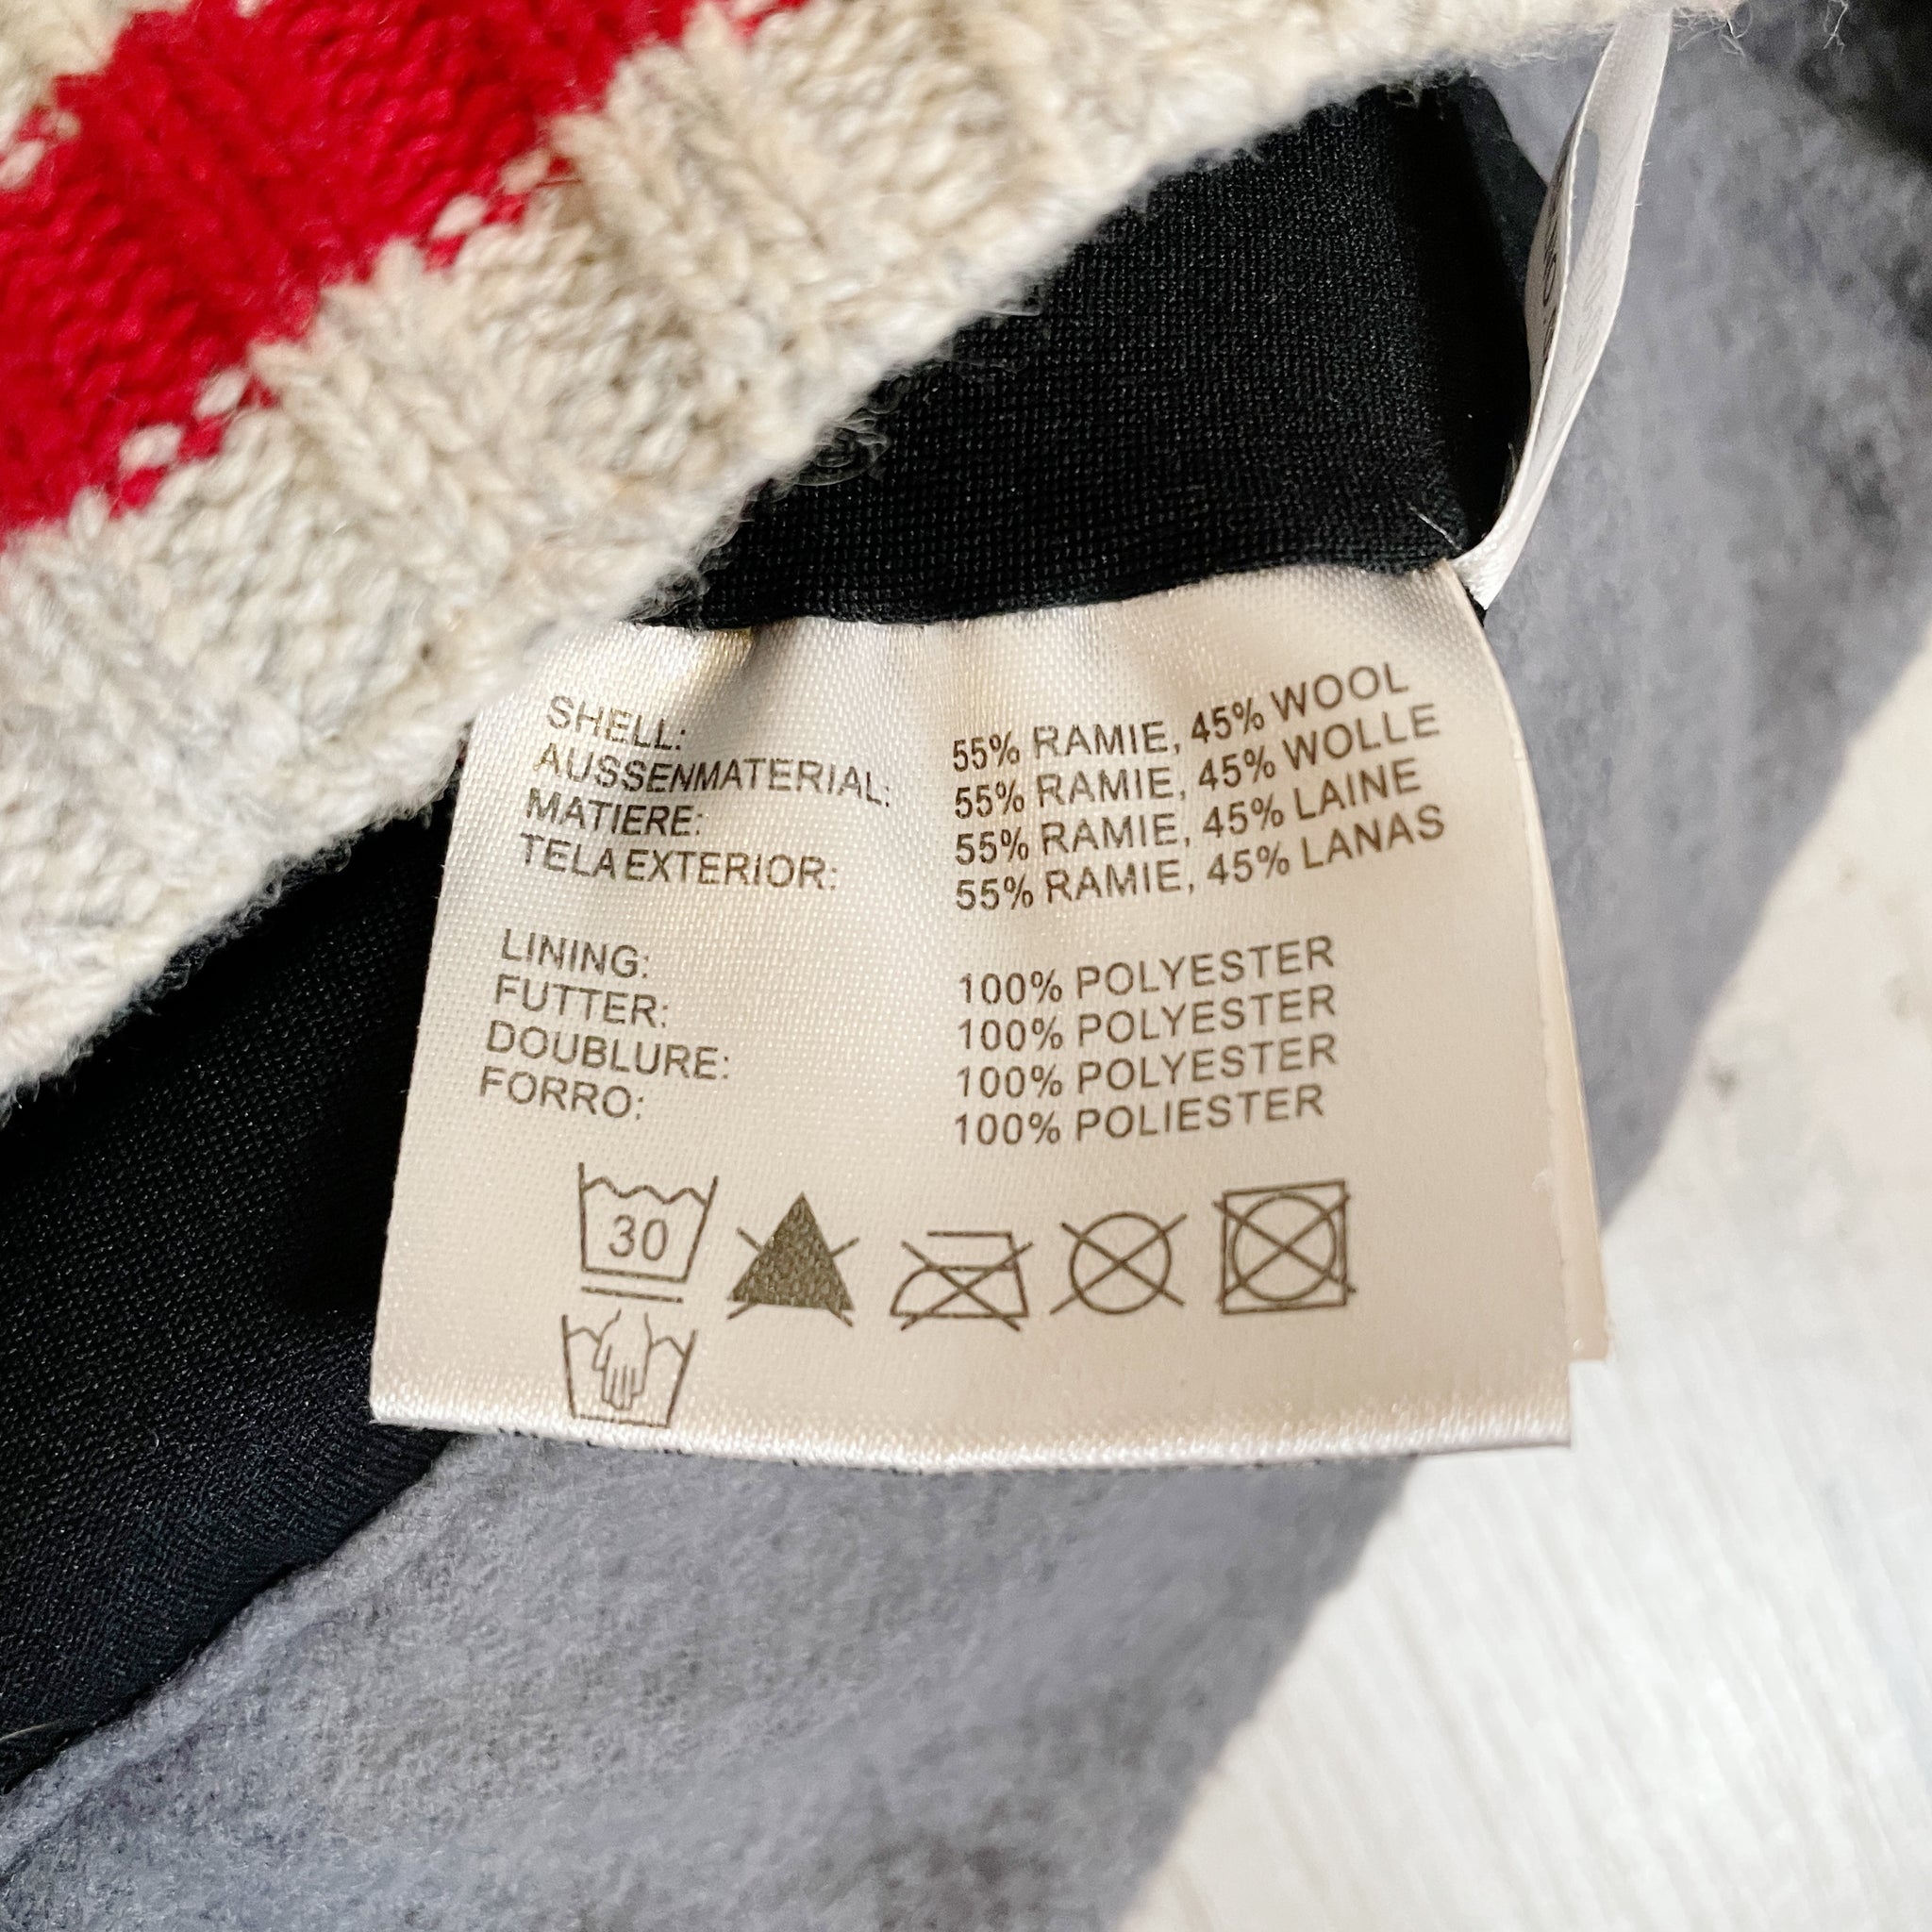 SHELL: 55% RAMIE, 45% WOOL
AUSSENMATERIAL: 55% RAMIE, 45% WOLLE
MATIERE: 55% RAMIE, 45% LAINE
TELA EXTERIOR: 55% RAMIE, 45% LANAS
LINING: 100% POLYESTER
FUTTER: 100% POLYESTER
DOUBLURE: 100% POLYESTER
FORRO: 100% POLIESTER
30